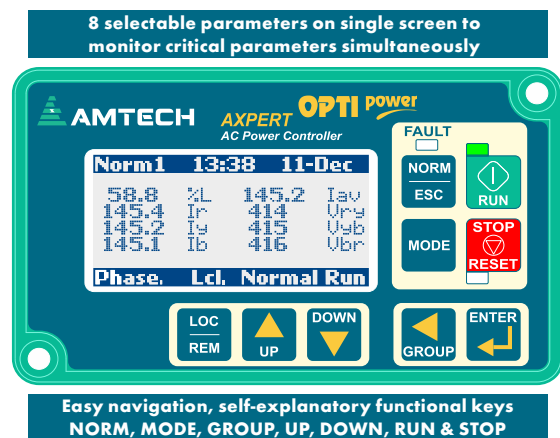 8 selectable parameters on single screen to
monitor critical parameters simultaneously
AMTECH
AXPERT OPTI power
AC Power Controller
Norm1 13:38 11-Dec
58.8 %L 145.2 Iav
145.4 Ir 414 Vry
145.2 Iy 415 Vyb
145.1 Ib 416 Vbr
Phase. Lcl. Normal Run
FAULT
NORM
ESC
RUN
MODE
STOP
RESET
LOC
REM
UP
DOWN
GROUP
ENTER
Easy navigation, self-explanatory functional keys
NORM, MODE, GROUP, UP, DOWN, RUN & STOP